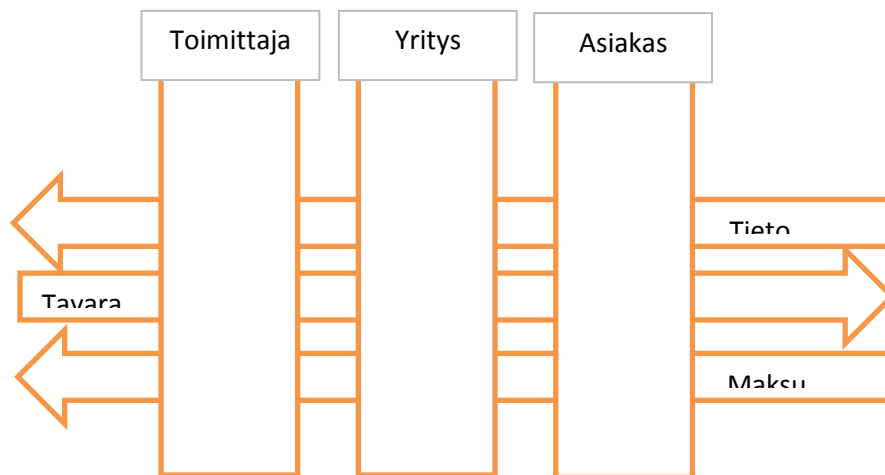 Toimittaja
Yritys
Asiakas
Tieto
Tavara
Maksu